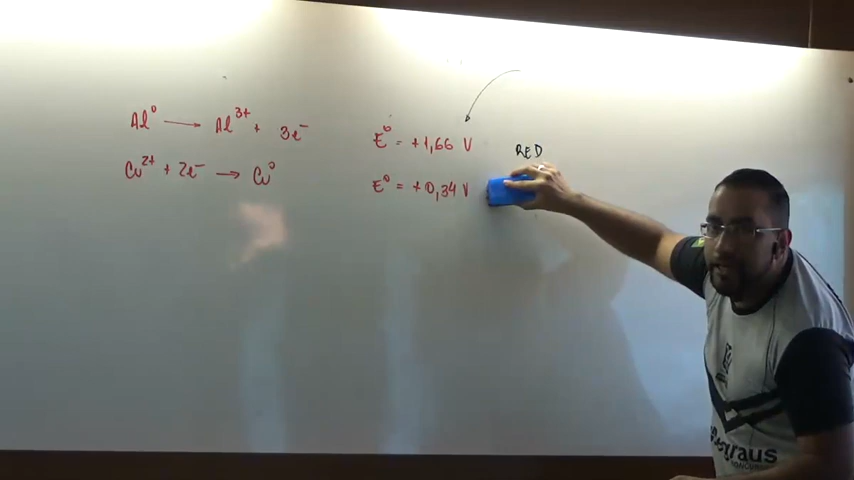 Al⁰ → Al³⁺ + 3e⁻ E⁰ = +1,66 V
RED
Cu²⁺ + 2e⁻ → Cu⁰ E⁰ = +0,34 V